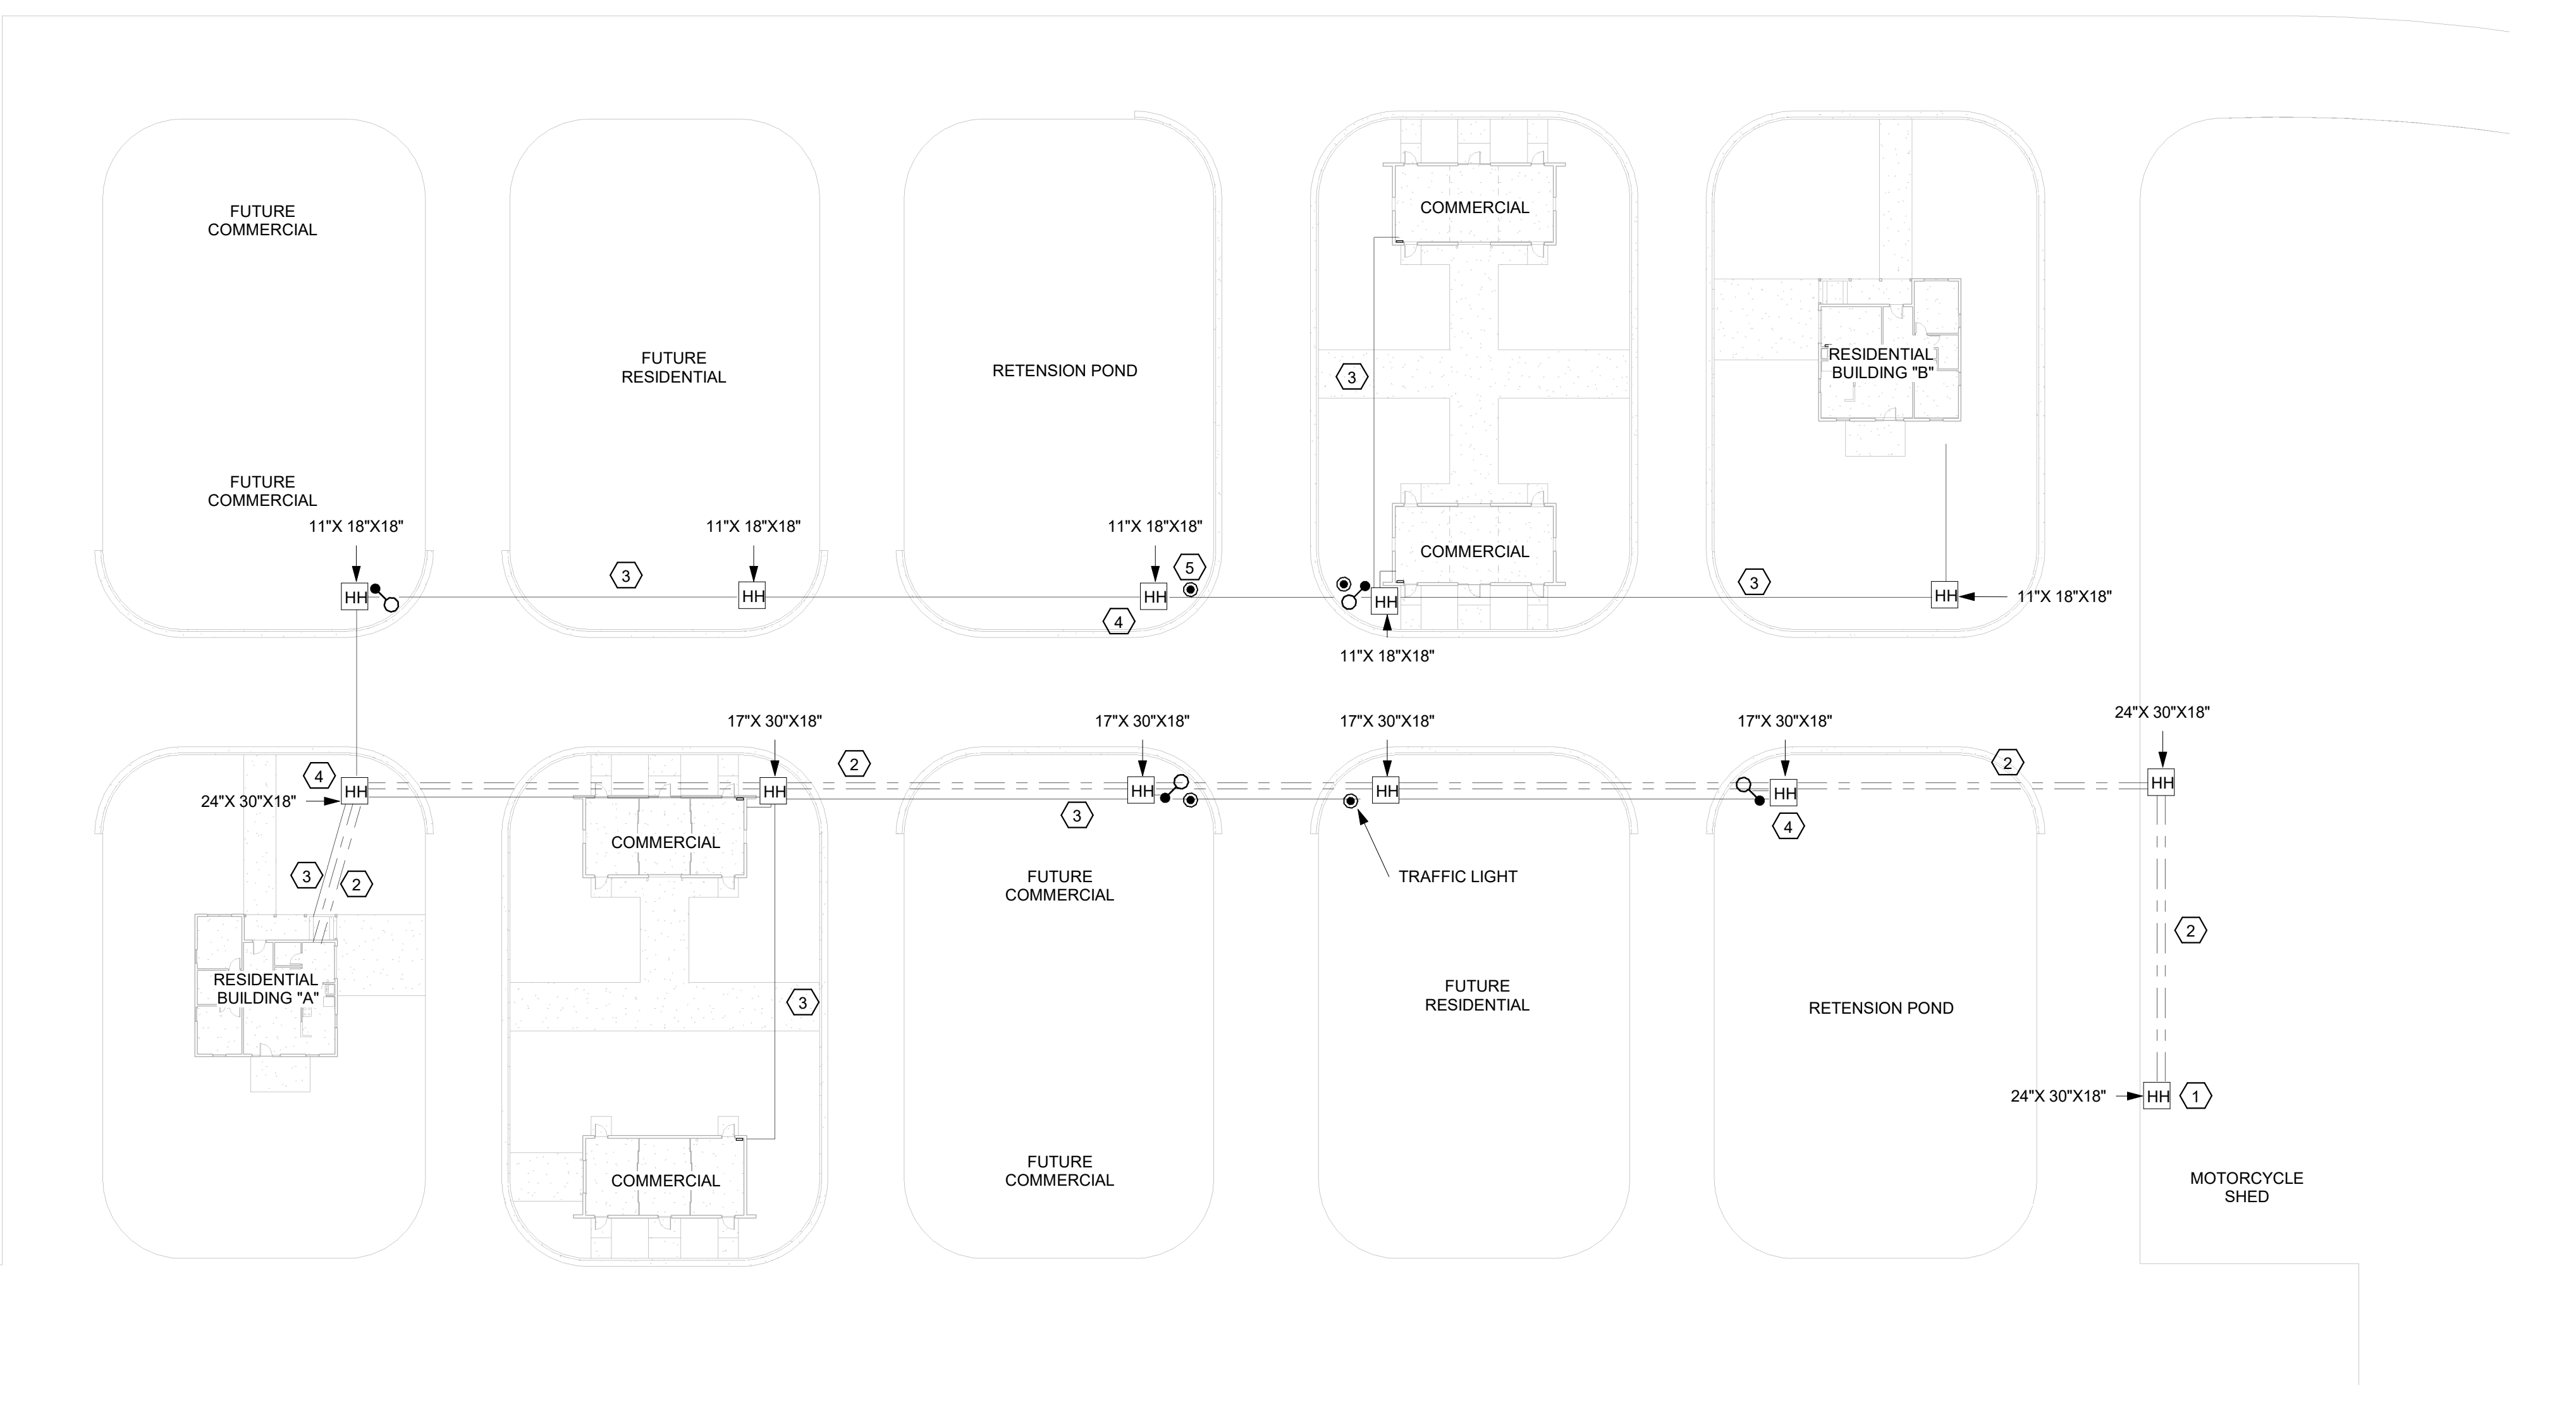 FUTURE
COMMERCIAL
COMMERCIAL
FUTURE
RESIDENTIAL
RETENSION POND
3
RESIDENTIAL
BUILDING "B"
FUTURE
COMMERCIAL
11"X 18"X18"
11"X 18"X18"
11"X 18"X18"
COMMERCIAL
3
5
3
HH
HH
HH
HH
HH
11"X 18"X18"
4
11"X 18"X18"
17"X 30"X18"
17"X 30"X18"
17"X 30"X18"
17"X 30"X18"
24"X 30"X18"
4
2
2
HH
HH
HH
HH
HH
HH
24"X 30"X18"
3
4
COMMERCIAL
3
2
FUTURE
COMMERCIAL
TRAFFIC LIGHT
2
RESIDENTIAL
BUILDING "A"
3
FUTURE
RESIDENTIAL
RETENSION POND
24"X 30"X18"
HH
1
COMMERCIAL
FUTURE
COMMERCIAL
MOTORCYCLE
SHED